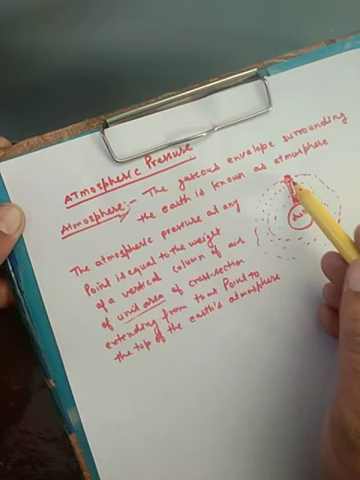 ATmospheric Pressure
Atmosphere:- The gaseous envelope surrounding
the earth is known as atmosphere
The atmospheric pressure at any
Point is equal to the weight
of a vertical column of air
of unit area of cross-section
extending from that Point to
the top of the earth's atmosphere